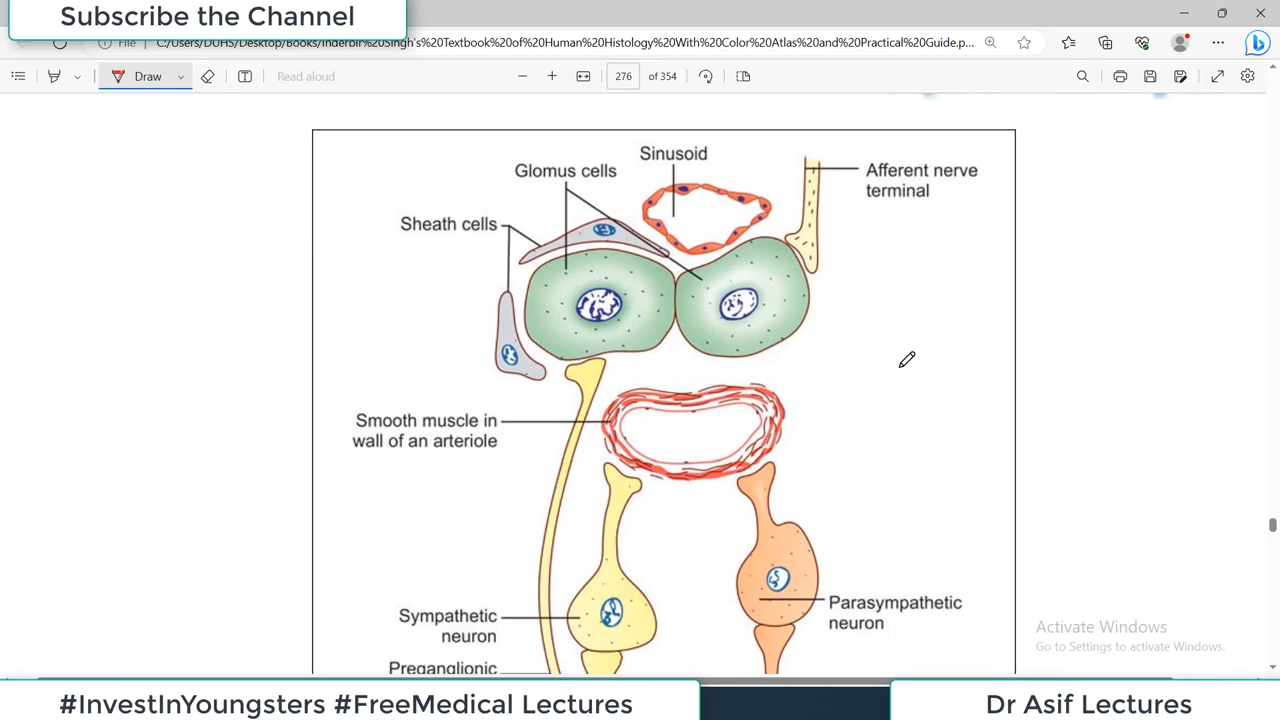 Subscribe the Channel
File
C:/Users/DUHS/Desktop/Books/Inderbir%20Singh's%20Textbook%20of%20Human%20Histology%20With%20Color%20Atlas%20and%20Practical%20Guide.p...
Draw
Read aloud
276 of 354
Sinusoid
Glomus cells
Afferent nerve
terminal
Sheath cells
Smooth muscle in
wall of an arteriole
Sympathetic
neuron
Parasympathetic
neuron
Preganglionic
Activate Windows
Go to Settings to activate Windows.
#InvestInYoungsters #FreeMedical Lectures
Dr Asif Lectures